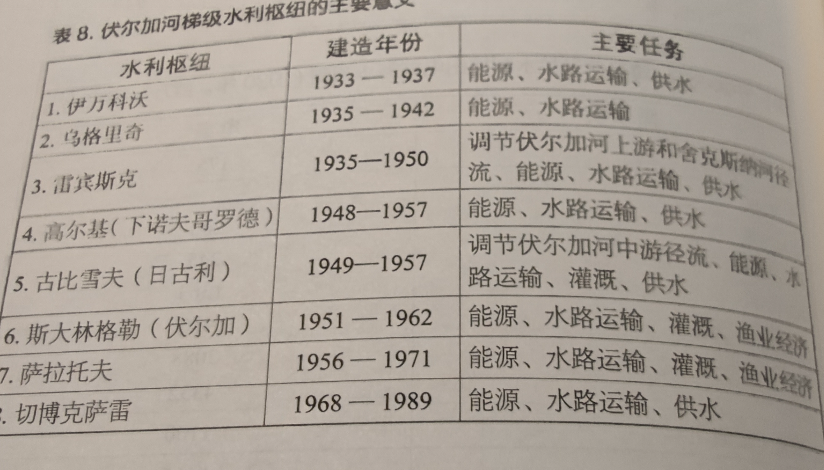 表 8. 伏尔加河梯级水利枢纽的主要意义
水利枢纽 建造年份 主要任务
1. 伊万科沃 1933 — 1937 能源、水路运输、供水
2. 乌格里奇 1935 — 1942 能源、水路运输
3. 雷宾斯克 1935—1950 调节伏尔加河上游和舍克斯纳河径
流、能源、水路运输、供水
4. 高尔基(下诺夫哥罗德) 1948—1957 能源、水路运输、供水
5. 古比雪夫(日古利) 1949—1957 调节伏尔加河中游径流、能源、水
路运输、灌溉、供水
6. 斯大林格勒(伏尔加) 1951 — 1962 能源、水路运输、灌溉、渔业经济
7. 萨拉托夫 1956 — 1971 能源、水路运输、灌溉、渔业经济
8. 切博克萨雷 1968 — 1989 能源、水路运输、供水